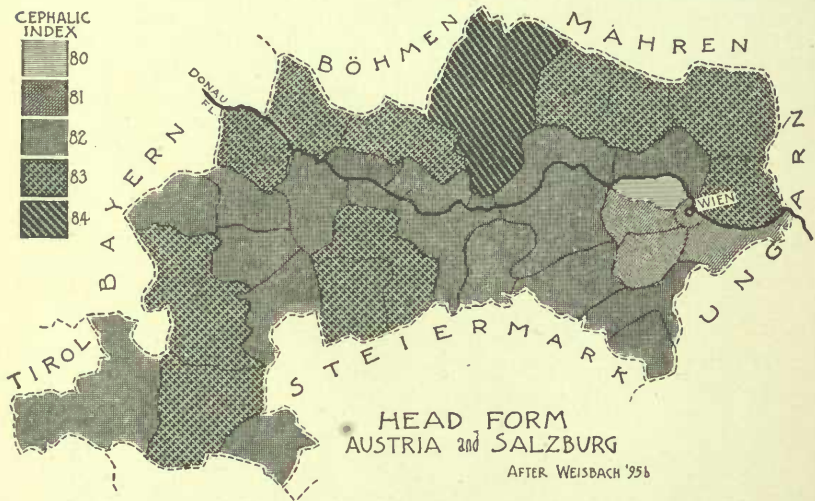 CEPHALIC
INDEX
80
81
82
83
84
BÖHMEN
MÄHREN
DONAU
FL.
BAYERN
WIEN
UNGARN
TIROL
STEIERMARK
HEAD FORM
AUSTRIA and SALZBURG
AFTER WEISBACH '95b